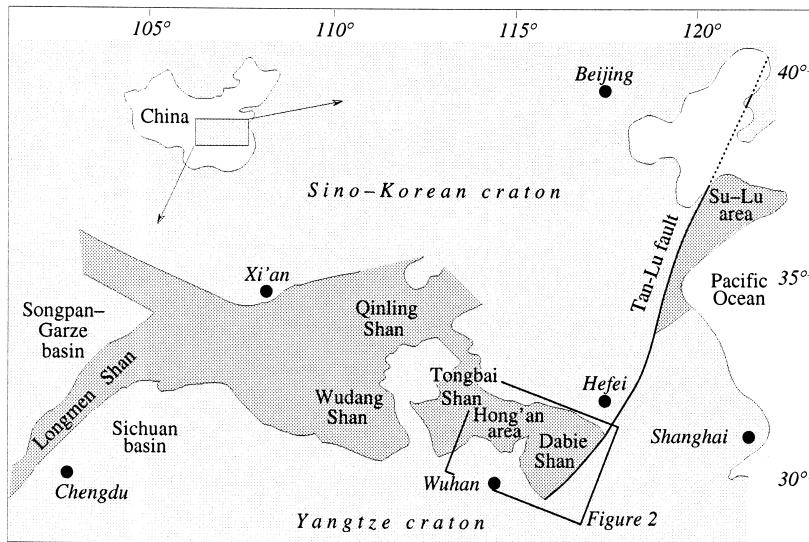 105°
110°
115°
120°
40°
Beijing
China
Sino–Korean craton
Su–Lu
area
Tan-Lu fault
Xi'an
35°
Pacific
Ocean
Songpan–
Garze
basin
Qinling
Shan
Longmen Shan
Tongbai
Shan
Hefei
Wudang
Shan
Hong'an
area
Sichuan
basin
Dabie
Shan
Shanghai
30°
Chengdu
Wuhan
Yangtze craton
Figure 2